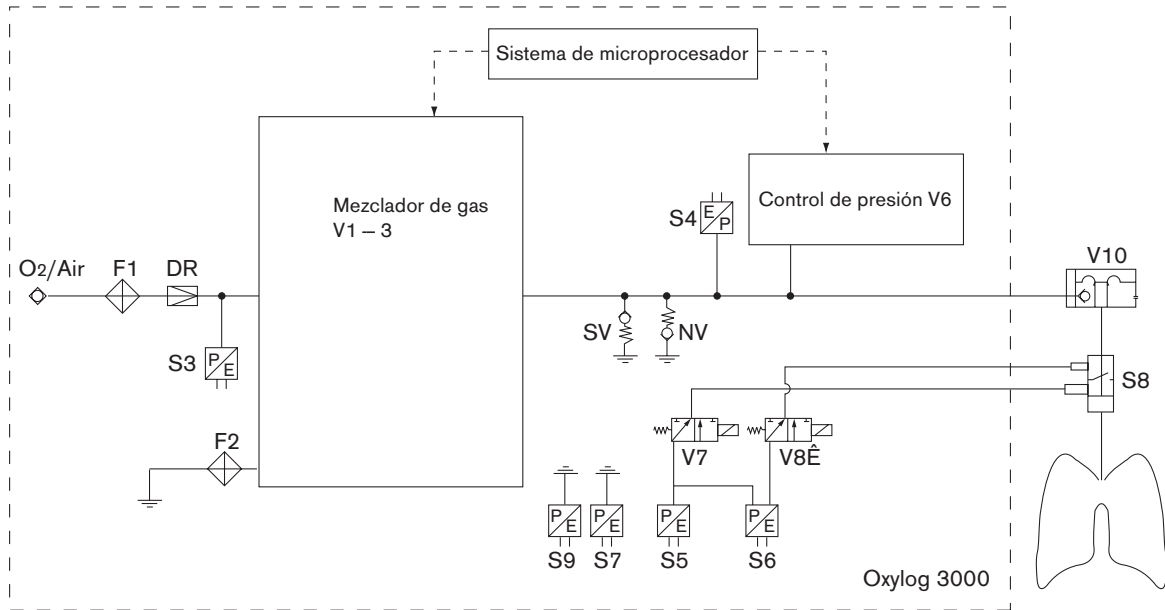 Sistema de microprocesador
Mezclador de gas
V1 – 3
Control de presión V6
S4
E
P
V10
O2/Air
F1
DR
SV
NV
S3
P
E
S8
F2
V7
V8Ê
P
E
P
E
P
E
P
E
S9
S7
S5
S6
Oxylog 3000